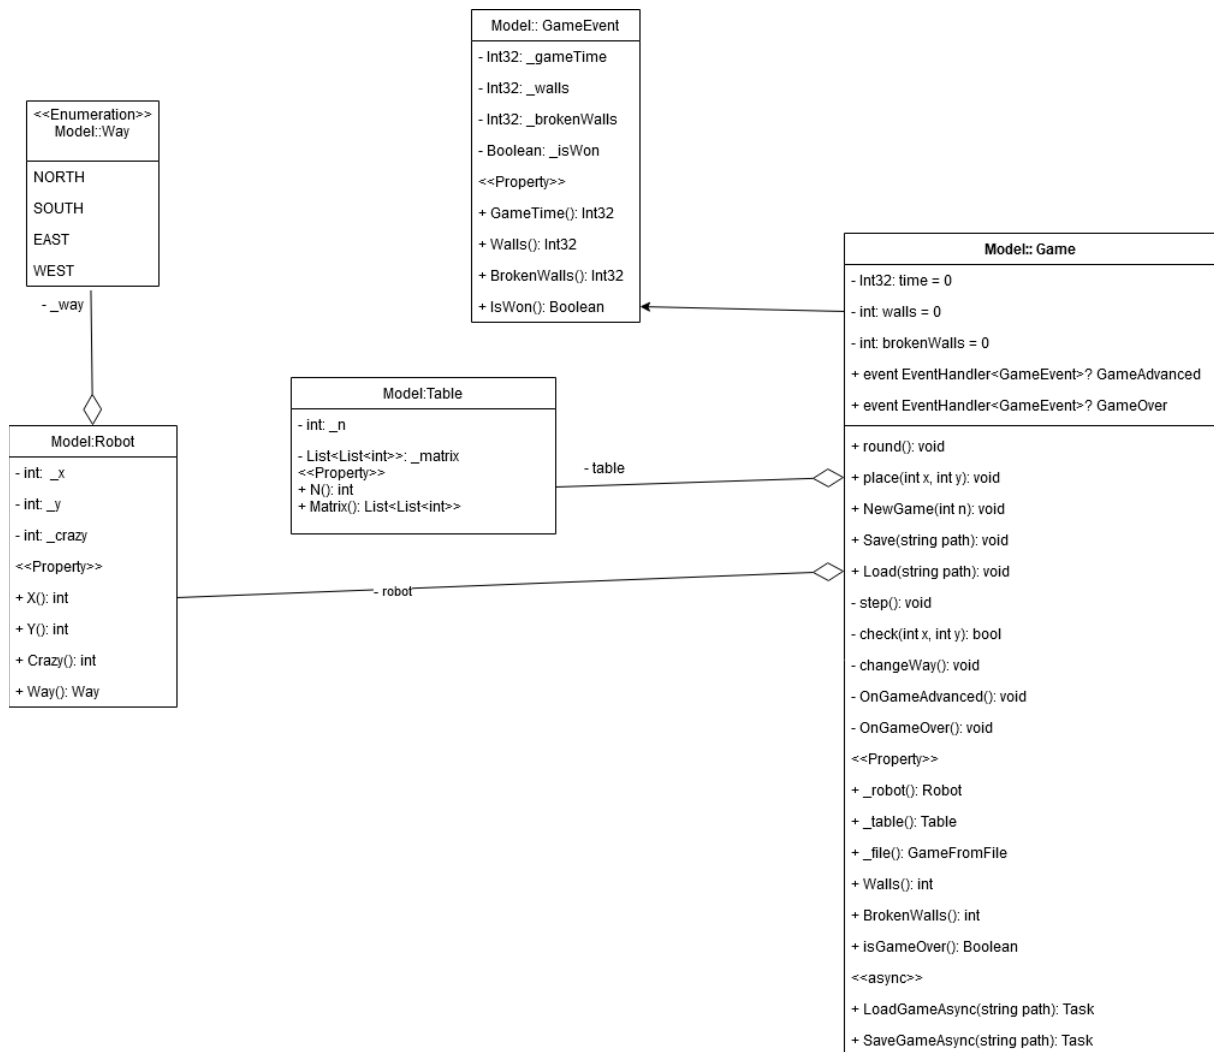 Model:: GameEvent
- Int32: _gameTime
- Int32: _walls
- Int32: _brokenWalls
- Boolean: _isWon
<<Property>>
+ GameTime(): Int32
+ Walls(): Int32
+ BrokenWalls(): Int32
+ IsWon(): Boolean
<<Enumeration>>
Model::Way
NORTH
SOUTH
EAST
WEST
- _way
Model:Robot
- int: _x
- int: _y
- int: _crazy
<<Property>>
+ X(): int
+ Y(): int
+ Crazy(): int
+ Way(): Way
Model:Table
- int: _n
- List<List<int>>: _matrix
<<Property>>
+ N(): int
+ Matrix(): List<List<int>>
- table
- robot
Model:: Game
- Int32: time = 0
- int: walls = 0
- int: brokenWalls = 0
+ event EventHandler<GameEvent>? GameAdvanced
+ event EventHandler<GameEvent>? GameOver
+ round(): void
+ place(int x, int y): void
+ NewGame(int n): void
+ Save(string path): void
+ Load(string path): void
- step(): void
- check(int x, int y): bool
- changeWay(): void
- OnGameAdvanced(): void
- OnGameOver(): void
<<Property>>
+ _robot(): Robot
+ _table(): Table
+ _file(): GameFromFile
+ Walls(): int
+ BrokenWalls(): int
+ isGameOver(): Boolean
<<async>>
+ LoadGameAsync(string path): Task
+ SaveGameAsync(string path): Task